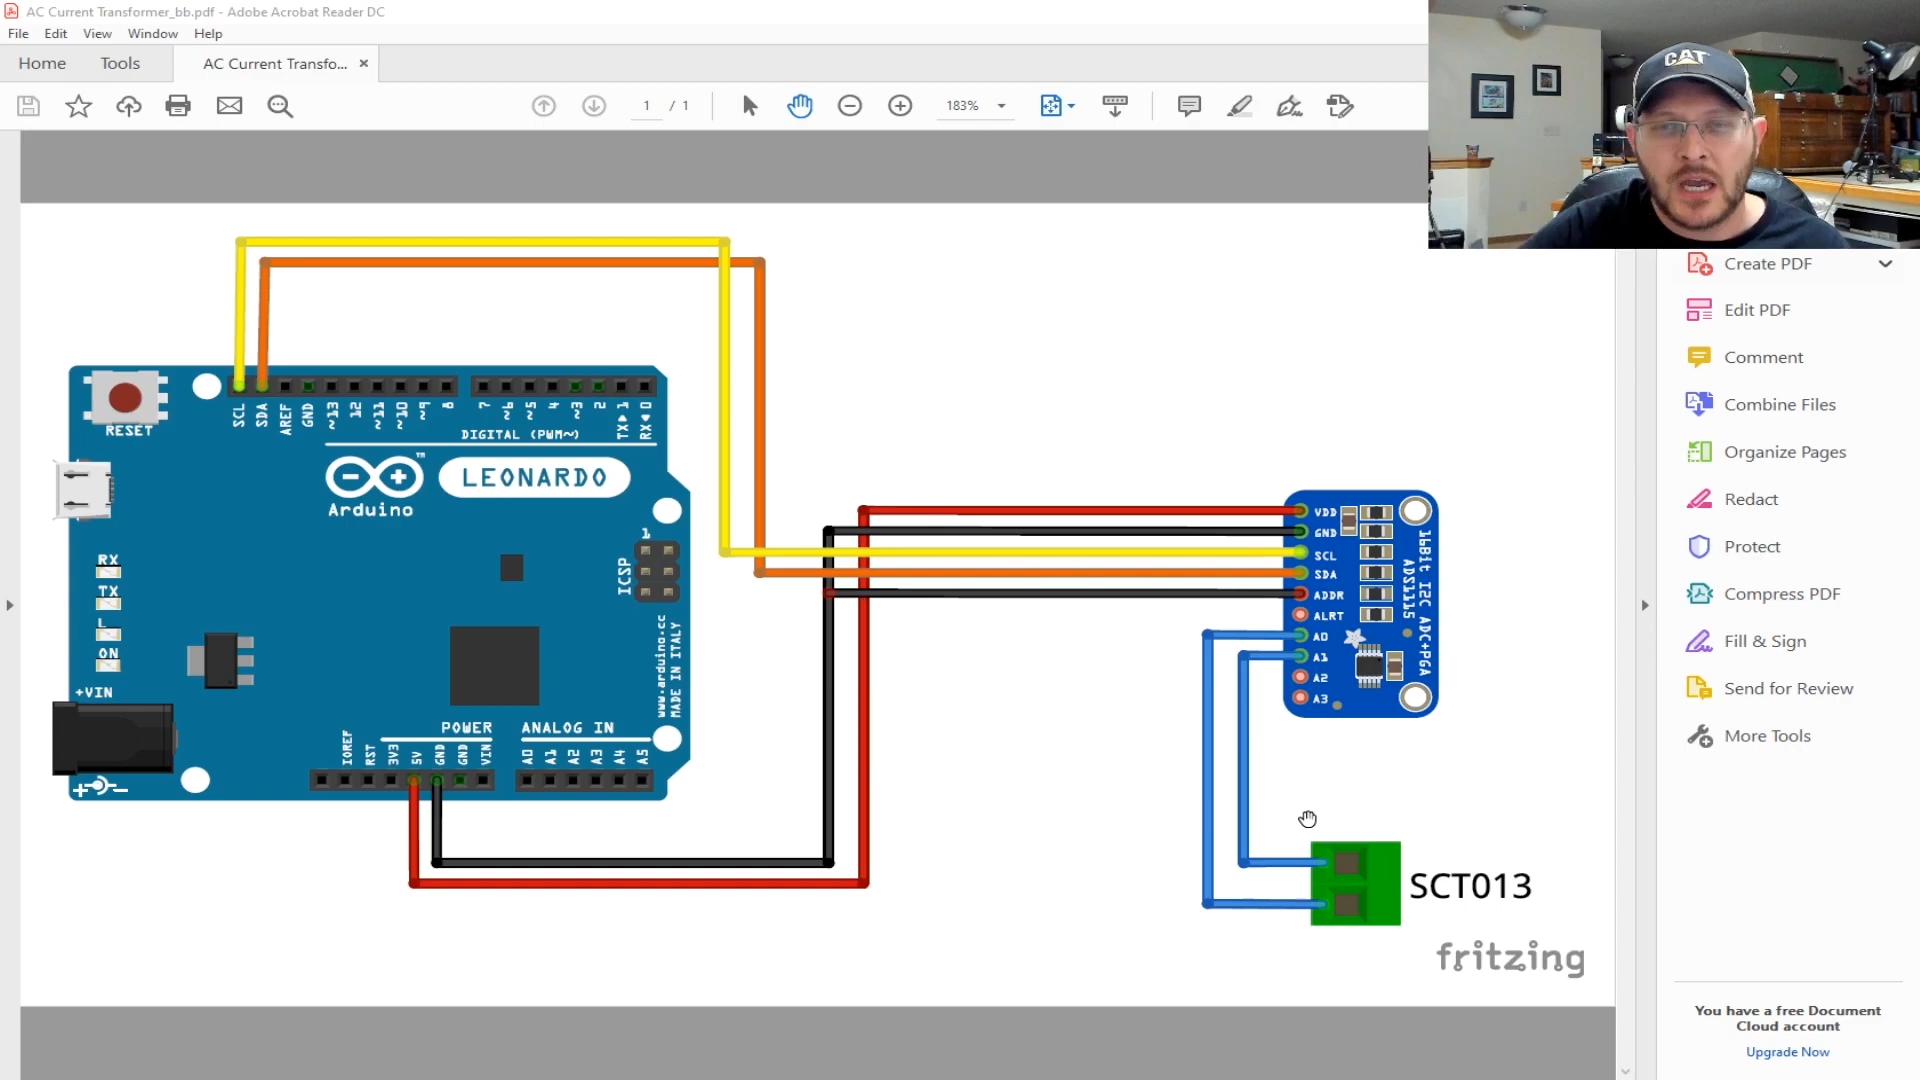 AC Current Transformer_bb.pdf - Adobe Acrobat Reader DC
File Edit View Window Help
Home Tools AC Current Transfo... ×
1 / 1 183%
CAT
Create PDF
Edit PDF
Comment
Combine Files
Organize Pages
Redact
Protect
Compress PDF
Fill & Sign
Send for Review
More Tools
You have a free Document
Cloud account
Upgrade Now
RESET
SCL SDA AREF GND ~13 12 ~11 ~10 ~9 8 7 ~6 ~5 4 ~3 2 TX▸1 RX◂0
DIGITAL (PWM~)
TM
LEONARDO
Arduino
1
ICSP
RX
TX
L
ON
+VIN
www.arduino.cc
MADE IN ITALY
POWER ANALOG IN
IOREF RST 3V3 5V GND GND VIN A0 A1 A2 A3 A4 A5
VDD
GND
SCL
SDA
ADDR
ALRT
A0
A1
A2
A3
16Bit I2C ADC+PGA
ADS1115
SCT013
fritzing